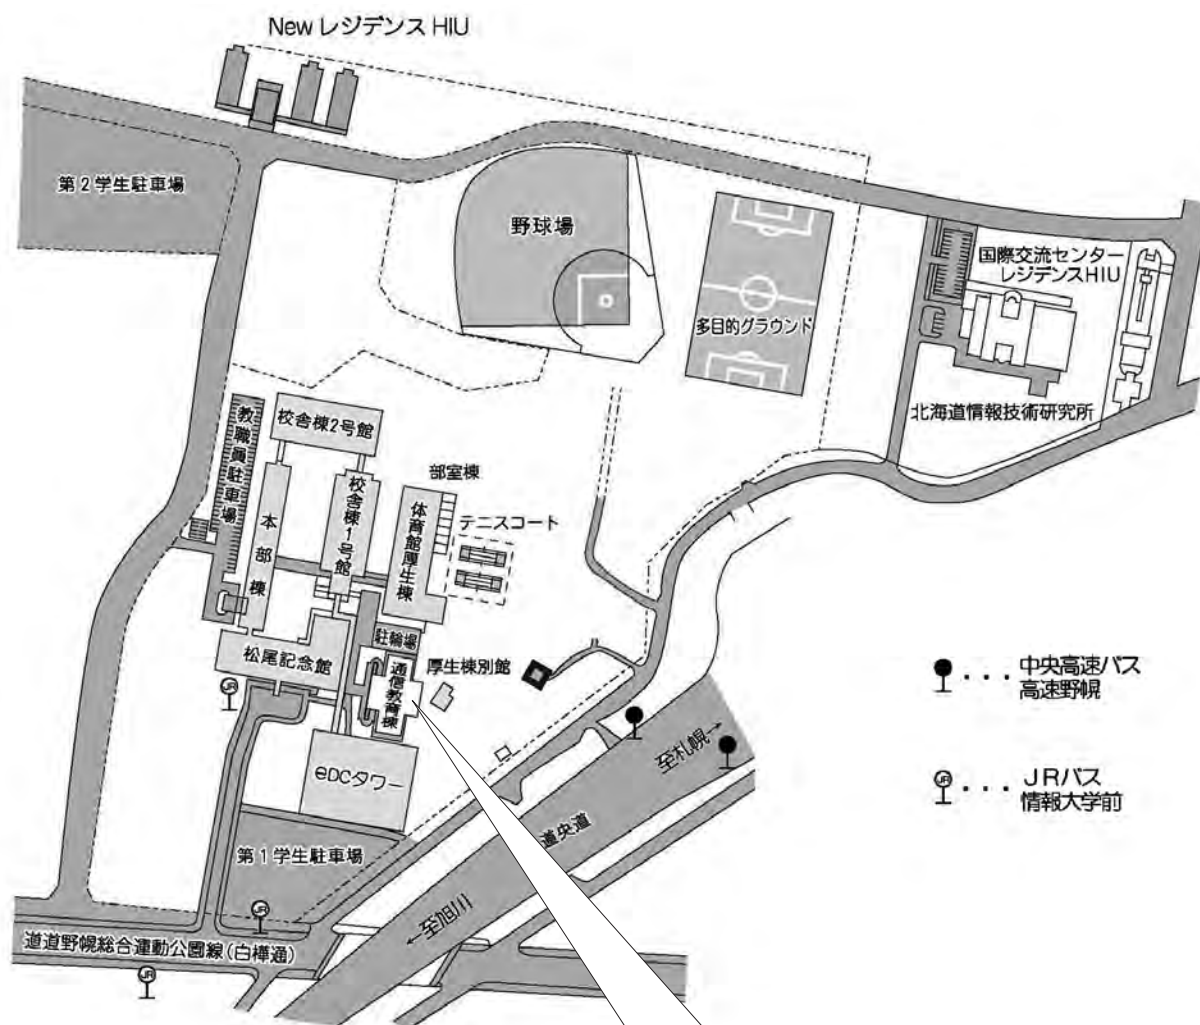 New レジデンス HIU
第2学生駐車場
野球場
多目的グラウンド
国際交流センター
レジデンスHIU
北海道情報技術研究所
教職員駐車場
校舎棟2号館
校舎棟1号館
本部棟
部室棟
体育館厚生棟
テニスコート
駐輪場
松尾記念館
通信教育棟
厚生棟別館
JR
eDCタワー
第1学生駐車場
至札幌→
道央道
←至旭川
JR
道道野幌総合運動公園線(白樺通)
JR
・・・中央高速バス
高速野幌
JR
・・・JRバス
情報大学前